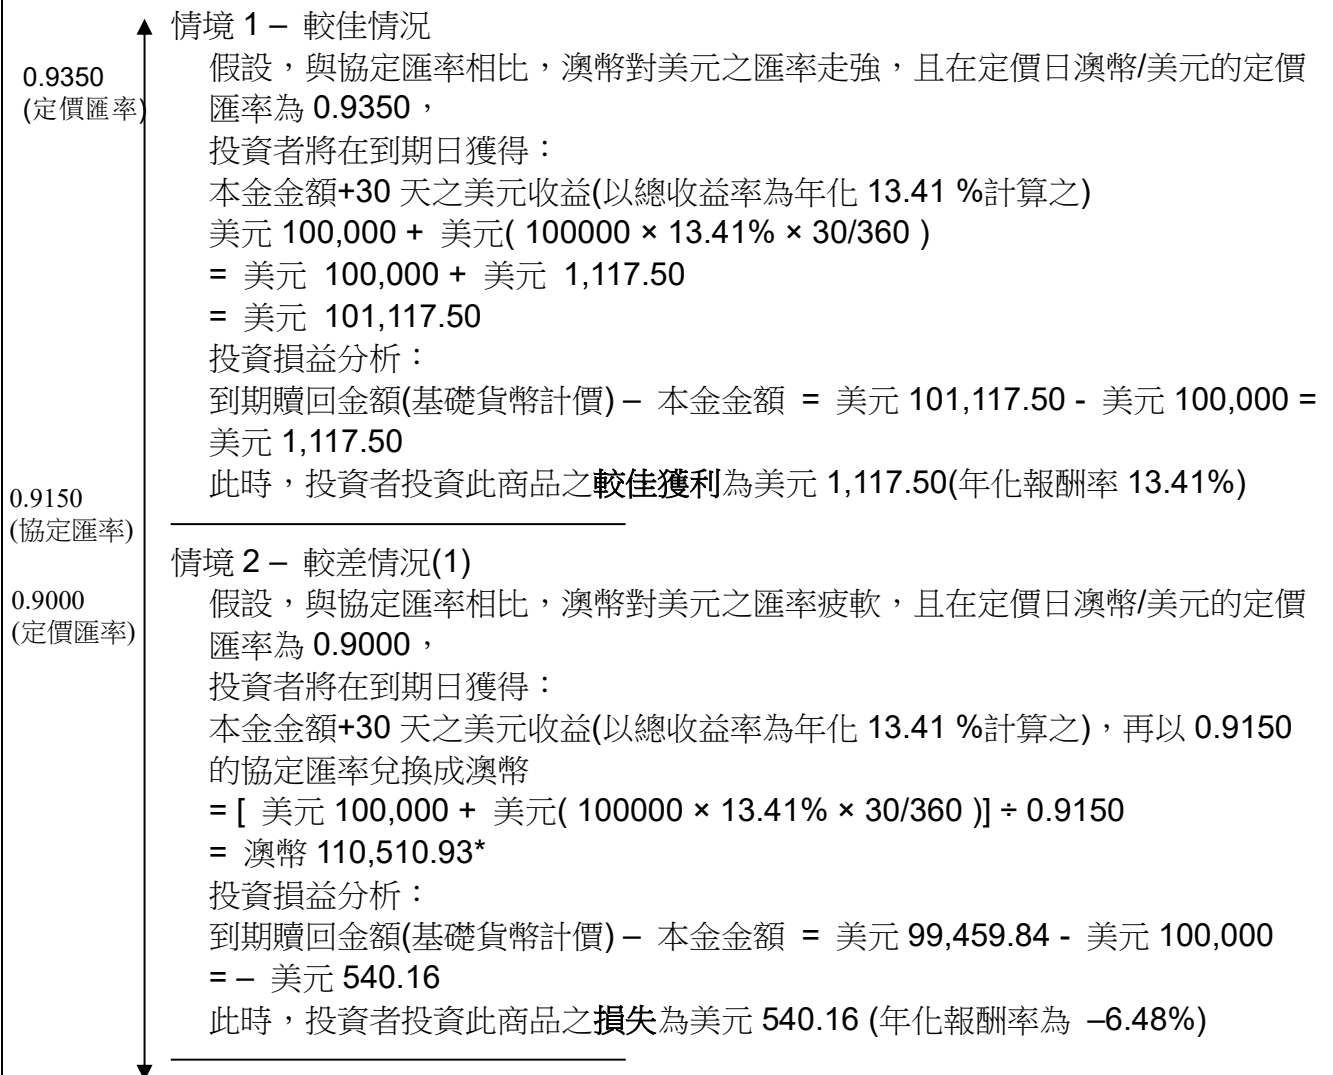 情境 1 – 較佳情況
0.9350
(定價匯率)
假設，與協定匯率相比，澳幣對美元之匯率走強，且在定價日澳幣/美元的定價
匯率為 0.9350，
投資者將在到期日獲得：
本金金額+30 天之美元收益(以總收益率為年化 13.41 %計算之)
美元 100,000 + 美元( 100000 × 13.41% × 30/360 )
= 美元 100,000 + 美元 1,117.50
= 美元 101,117.50
投資損益分析：
到期贖回金額(基礎貨幣計價) – 本金金額 = 美元 101,117.50 - 美元 100,000 =
美元 1,117.50
此時，投資者投資此商品之較佳獲利為美元 1,117.50(年化報酬率 13.41%)
0.9150
(協定匯率)
情境 2 – 較差情況(1)
0.9000
(定價匯率)
假設，與協定匯率相比，澳幣對美元之匯率疲軟，且在定價日澳幣/美元的定價
匯率為 0.9000，
投資者將在到期日獲得：
本金金額+30 天之美元收益(以總收益率為年化 13.41 %計算之)，再以 0.9150
的協定匯率兌換成澳幣
= [ 美元 100,000 + 美元( 100000 × 13.41% × 30/360 )] ÷ 0.9150
= 澳幣 110,510.93*
投資損益分析：
到期贖回金額(基礎貨幣計價) – 本金金額 = 美元 99,459.84 - 美元 100,000
= – 美元 540.16
此時，投資者投資此商品之損失為美元 540.16 (年化報酬率為 –6.48%)